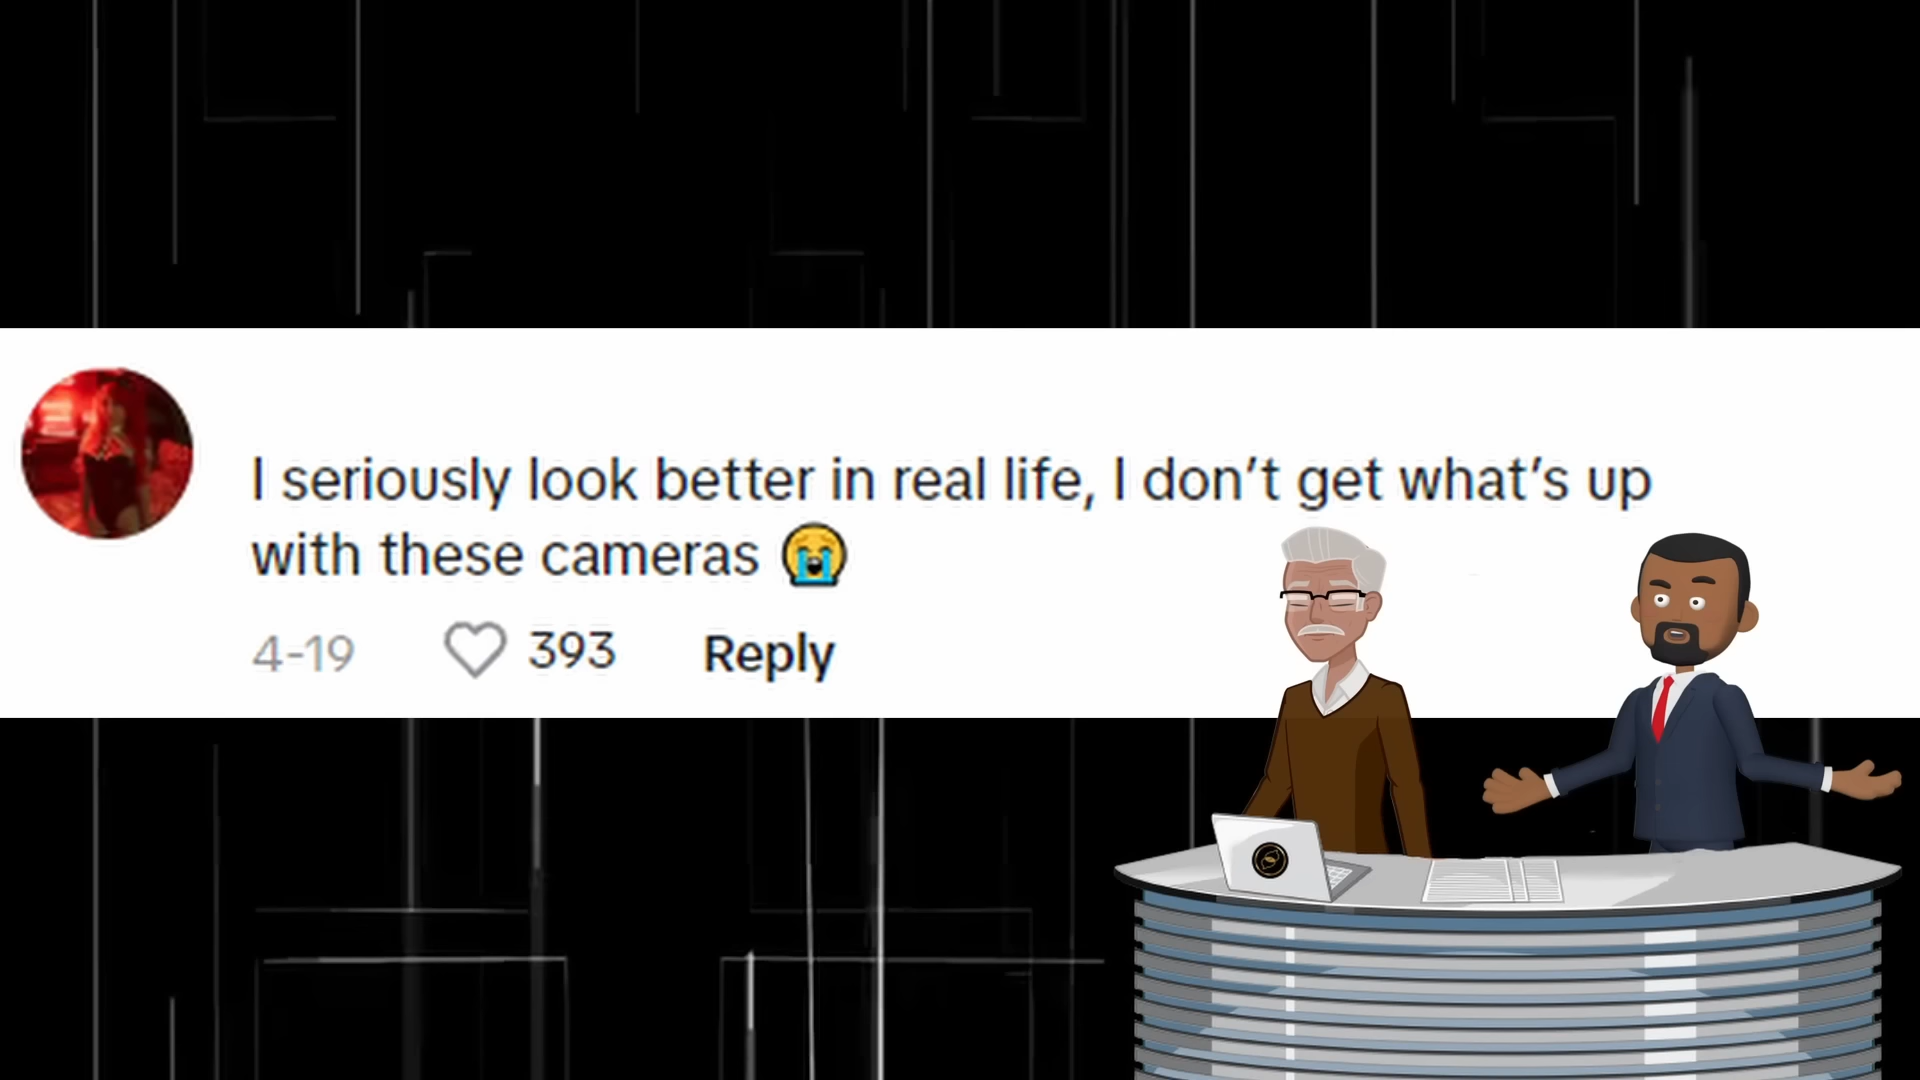 I seriously look better in real life, I don’t get what’s up
with these cameras 😭
4-19 393 Reply